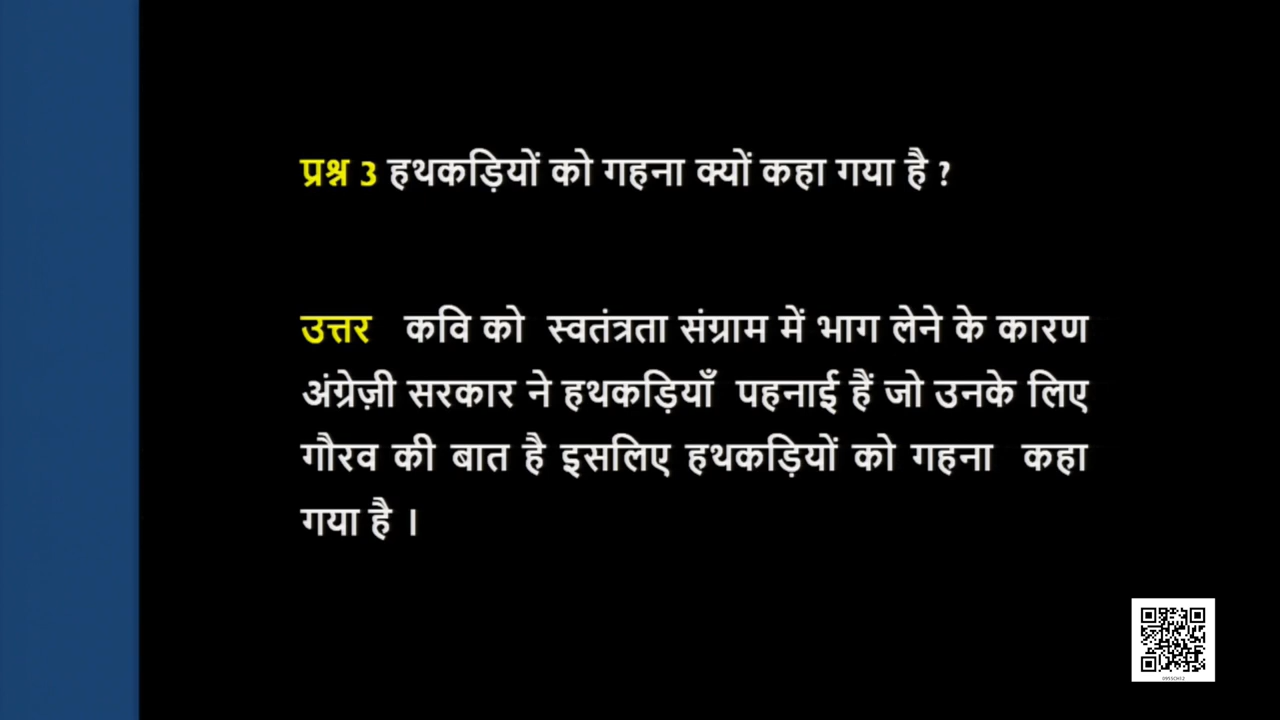 प्रश्न 3 हथकड़ियों को गहना क्यों कहा गया है ?
उत्तर कवि को स्वतंत्रता संग्राम में भाग लेने के कारण
अंग्रेज़ी सरकार ने हथकड़ियाँ पहनाई हैं जो उनके लिए
गौरव की बात है इसलिए हथकड़ियों को गहना कहा
गया है ।